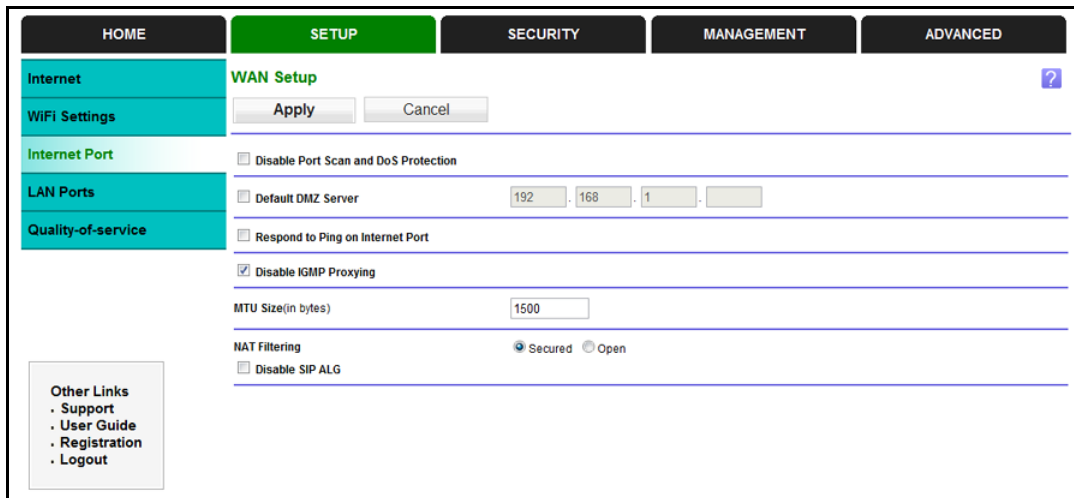 HOME SETUP SECURITY MANAGEMENT ADVANCED
Internet
WiFi Settings
Internet Port
LAN Ports
Quality-of-service
WAN Setup
?
Apply Cancel
Disable Port Scan and DoS Protection
Default DMZ Server 192 . 168 . 1 .
Respond to Ping on Internet Port
Disable IGMP Proxying
MTU Size(in bytes) 1500
NAT Filtering Secured Open
Disable SIP ALG
Other Links
• Support
• User Guide
• Registration
• Logout